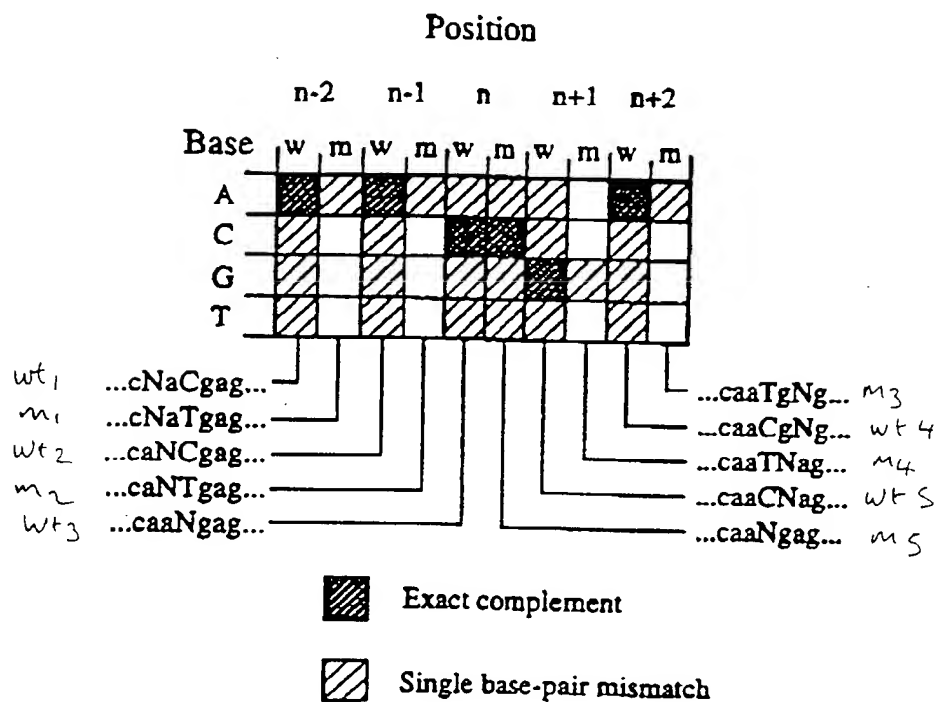 Position
n-2 n-1 n n+1 n+2
Base w m w m w m w m w m
A
C
G
T
wt1 ...cNaCgag...
m1 ...cNaTgag...
wt2 ...caNCgag...
m2 ...caNTgag...
wt3 ...caaNgag...
...caaTgNg... m3
...caaCgNg... wt4
...caaTNag... m4
...caaCNag... wt5
...caaNgag... m5
Exact complement
Single base-pair mismatch